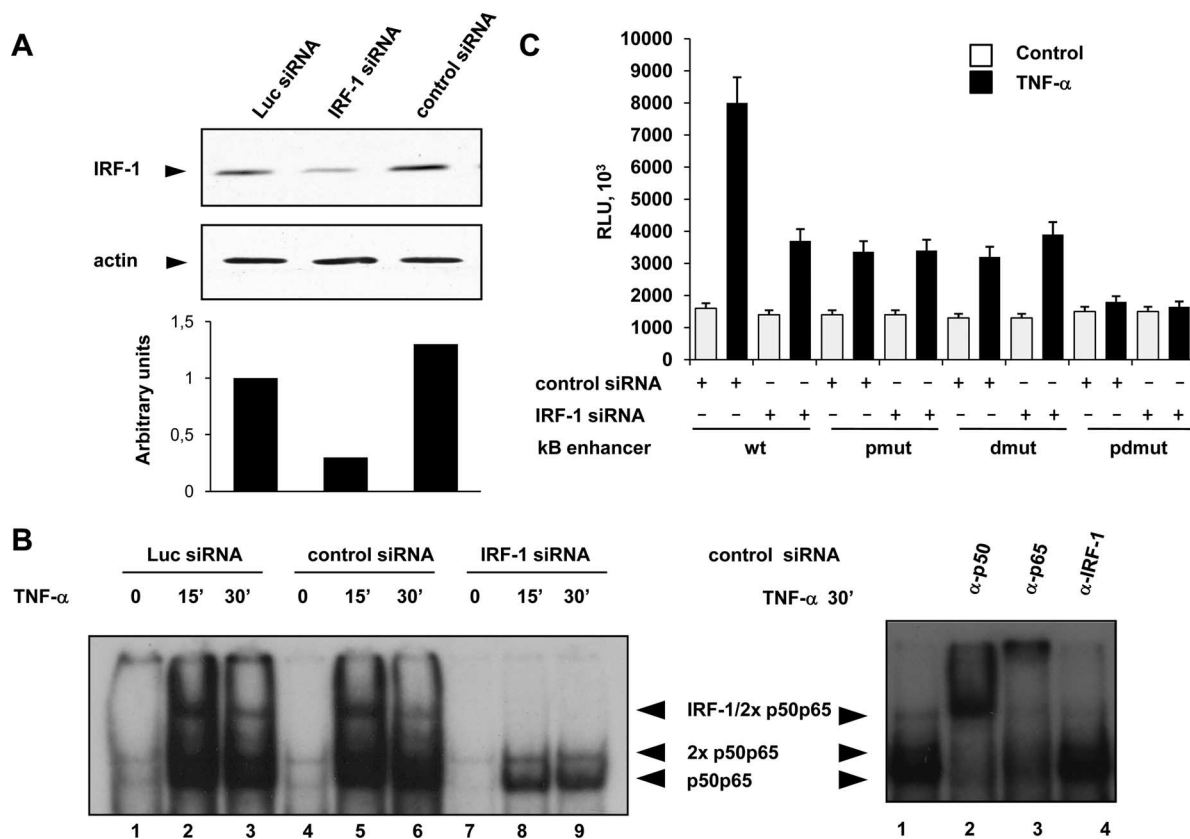 A
Luc siRNA
IRF-1 siRNA
control siRNA
IRF-1
actin
Arbitrary units
1,5
1
0,5
0
C
Control
TNF-α
RLU, 10³
10000
9000
8000
7000
6000
5000
4000
3000
2000
1000
0
control siRNA + + – – + + – – + + – – + + – –
IRF-1 siRNA – – + + – – + + – – + + – – + +
kB enhancer wt pmut dmut pdmut
B
Luc siRNA control siRNA IRF-1 siRNA
TNF-α 0 15’ 30’ 0 15’ 30’ 0 15’ 30’
1 2 3 4 5 6 7 8 9
control siRNA
TNF-α 30’
α-p50
α-p65
α-IRF-1
IRF-1/2x p50p65
2x p50p65
p50p65
1 2 3 4